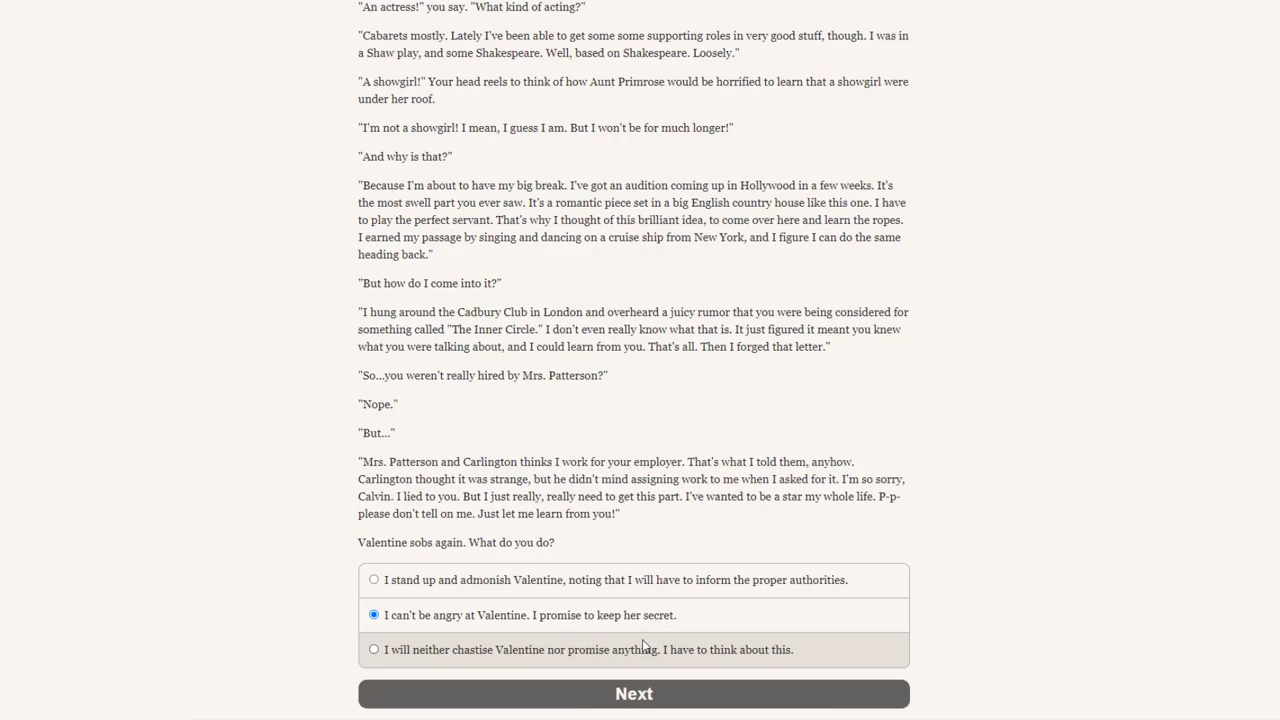 "An actress!" you say. "What kind of acting?"
"Cabarets mostly. Lately I've been able to get some some supporting roles in very good stuff, though. I was in
a Shaw play, and some Shakespeare. Well, based on Shakespeare. Loosely."
"A showgirl!" Your head reels to think of how Aunt Primrose would be horrified to learn that a showgirl were
under her roof.
"I'm not a showgirl! I mean, I guess I am. But I won't be for much longer!"
"And why is that?"
"Because I'm about to have my big break. I've got an audition coming up in Hollywood in a few weeks. It's
the most swell part you ever saw. It's a romantic piece set in a big English country house like this one. I have
to play the perfect servant. That's why I thought of this brilliant idea, to come over here and learn the ropes.
I earned my passage by singing and dancing on a cruise ship from New York, and I figure I can do the same
heading back."
"But how do I come into it?"
"I hung around the Cadbury Club in London and overheard a juicy rumor that you were being considered for
something called "The Inner Circle." I don't even really know what that is. It just figured it meant you knew
what you were talking about, and I could learn from you. That's all. Then I forged that letter."
"So...you weren't really hired by Mrs. Patterson?"
"Nope."
"But..."
"Mrs. Patterson and Carlington thinks I work for your employer. That's what I told them, anyhow.
Carlington thought it was strange, but he didn't mind assigning work to me when I asked for it. I'm so sorry,
Calvin. I lied to you. But I just really, really need to get this part. I've wanted to be a star my whole life. P-p-
please don't tell on me. Just let me learn from you!"
Valentine sobs again. What do you do?
I stand up and admonish Valentine, noting that I will have to inform the proper authorities.
I can't be angry at Valentine. I promise to keep her secret.
I will neither chastise Valentine nor promise anything. I have to think about this.
Next